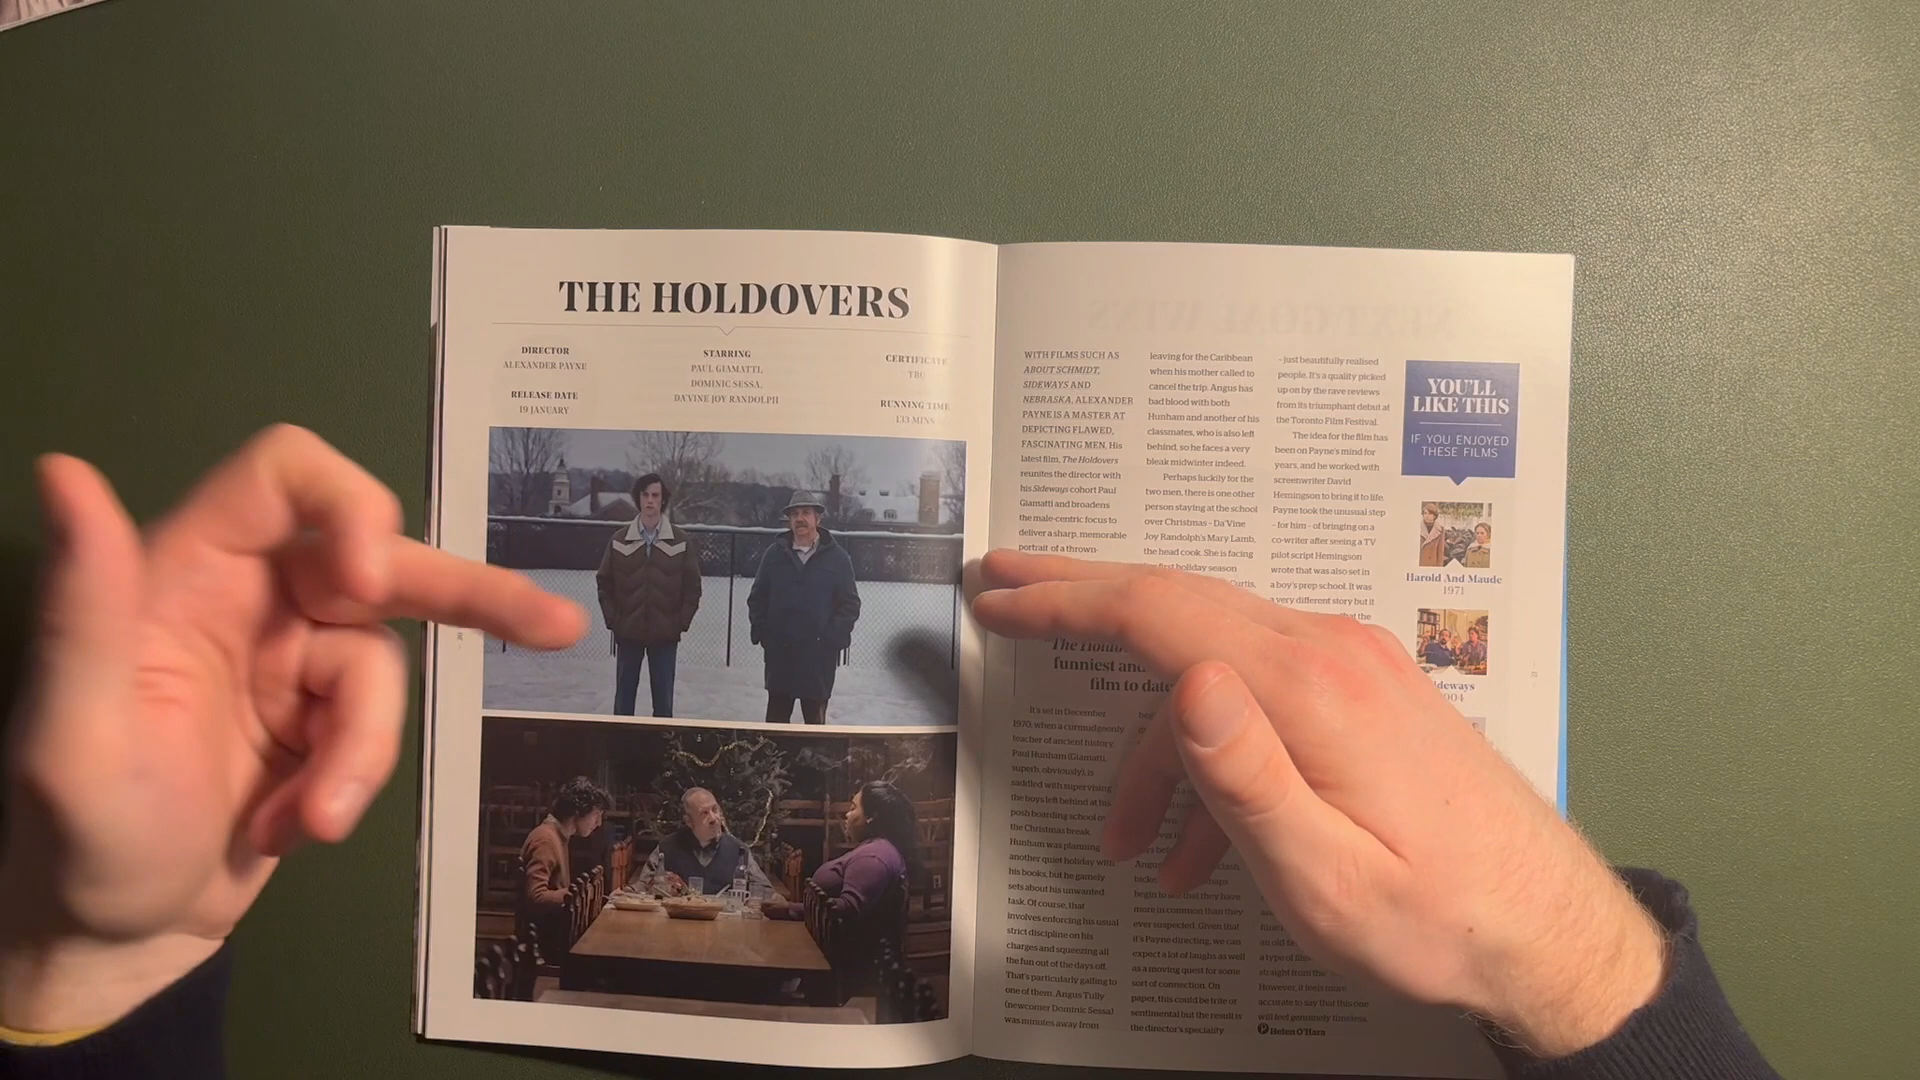 THE HOLDOVERS
DIRECTOR
ALEXANDER PAYNE
RELEASE DATE
19 JANUARY
STARRING
PAUL GIAMATTI,
DOMINIC SESSA,
DA'VINE JOY RANDOLPH
CERTIFICATE
TBC
RUNNING TIME
133 MINS
WITH FILMS SUCH AS
ABOUT SCHMIDT,
SIDEWAYS AND
NEBRASKA, ALEXANDER
PAYNE IS A MASTER AT
DEPICTING FLAWED,
FASCINATING MEN. His
latest film, The Holdovers
reunites the director with
his Sideways cohort Paul
Giamatti and broadens
the male-centric focus to
deliver a sharp, memorable
portrait of a thrown-
The
funniest and
film to date
It's set in December
1970, when a curmudgeonly
teacher of ancient history,
Paul Hunham (Giamatti,
superb, obviously), is
saddled with supervising
the boys left behind at his
posh boarding school
the Christmas break.
Hunham was planning
another quiet holiday with
his books, but he gamely
sets about his unwanted
task. Of course, that
involves enforcing his usual
strict discipline on his
charges and squeezing all
the fun out of the days off.
That's particularly galling to
one of them. Angus Tully
(newcomer Dominic Sessa)
was minutes away from
leaving for the Caribbean
when his mother called to
cancel the trip. Angus has
bad blood with both
Hunham and another of his
classmates, who is also left
behind, so he faces a very
bleak midwinter indeed.
Perhaps luckily for the
two men, there is one other
person staying at the school
over Christmas – Da'Vine
Joy Randolph's Mary Lamb,
the head cook. She is facing
first holiday season
Curtis,
begin to see that they have
more in common than they
ever suspected. Given that
it's Payne directing, we can
expect a lot of laughs as well
as a moving quest for some
sort of connection. On
paper, this could be trite or
sentimental but the result is
the director's speciality
– just beautifully realised
people. It's a quality picked
up on by the rave reviews
from its triumphant debut at
the Toronto Film Festival.
The idea for the film has
been on Payne's mind for
years, and he worked with
screenwriter David
Hemingson to bring it to life.
Payne took the unusual step
– for him – of bringing on a
co-writer after seeing a TV
pilot script Hemingson
wrote that was also set in
a boy's prep school. It was
a very different story but it
that the
an old
a type of
straight from the
However, it feels more
accurate to say that this one
will feel genuinely timeless.
Helen O'Hara
YOU'LL
LIKE THIS
IF YOU ENJOYED
THESE FILMS
Harold And Maude
1971